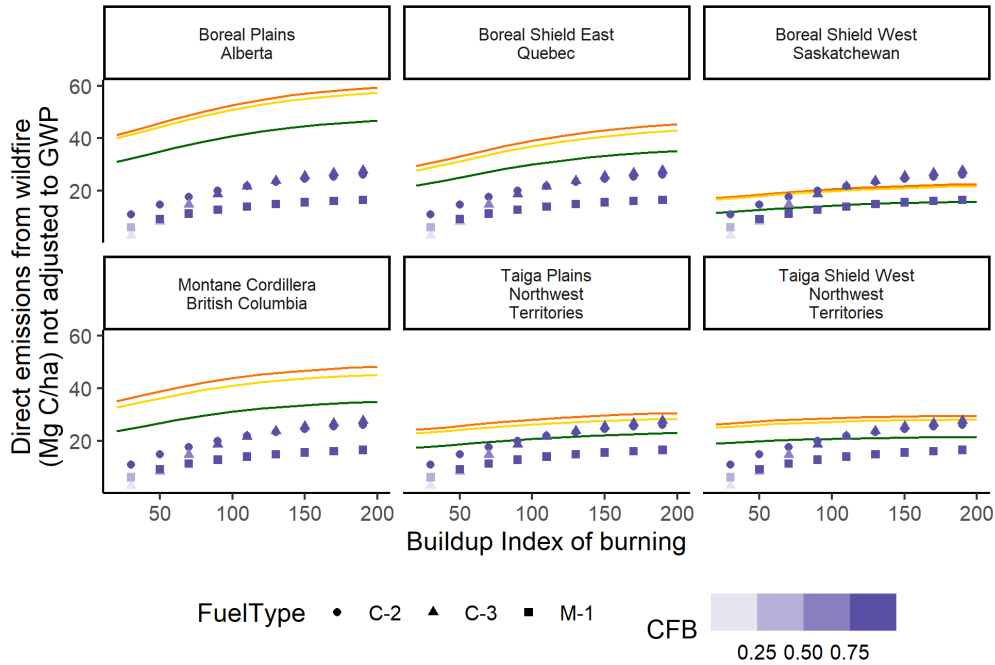 Boreal Plains
Alberta
Boreal Shield East
Quebec
Boreal Shield West
Saskatchewan
60
40
20
Montane Cordillera
British Columbia
Taiga Plains
Northwest
Territories
Taiga Shield West
Northwest
Territories
60
40
20
50 100 150 200
50 100 150 200
50 100 150 200
Direct emissions from wildfire
(Mg C/ha) not adjusted to GWP
Buildup Index of burning
FuelType C-2 C-3 M-1
CFB
0.25 0.50 0.75